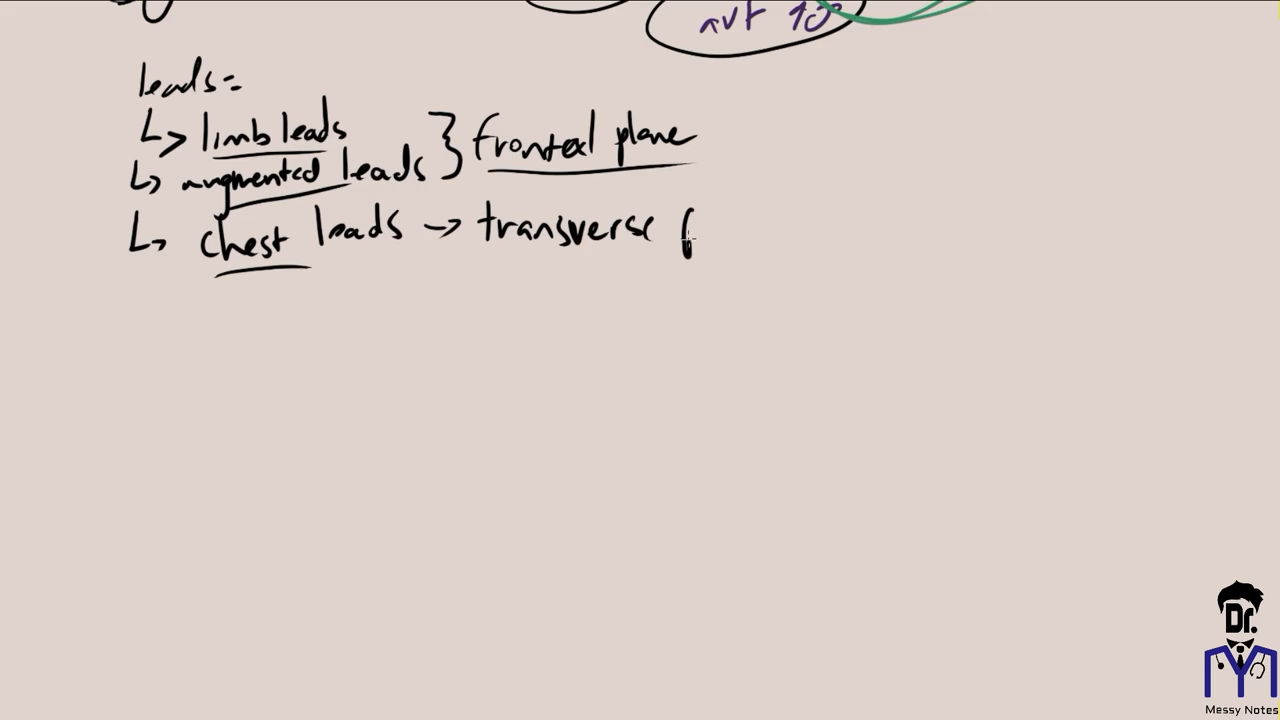 leads:
↳ limb leads } frontal plane
↳ augmented leads
↳ chest leads → transverse
Dr.
Messy Notes